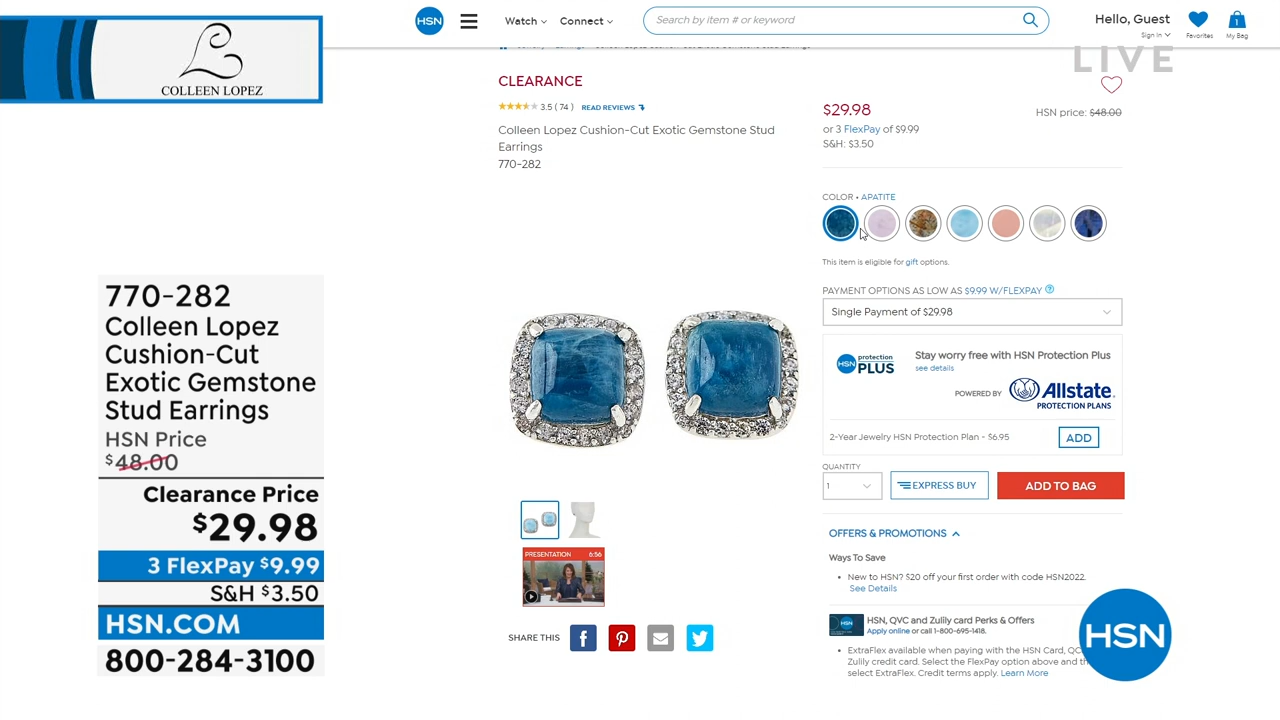 COLLEEN LOPEZ
770-282
Colleen Lopez
Cushion-Cut
Exotic Gemstone
Stud Earrings
HSN Price
$48.00
Clearance Price
$29.98
3 FlexPay $9.99
S&H $3.50
HSN.COM
800-284-3100
HSN
Watch
Connect
Search by item # or keyword
Hello, Guest
Sign In
Favorites
1
My Bag
LIVE
CLEARANCE
3.5 ( 74 ) READ REVIEWS
Colleen Lopez Cushion-Cut Exotic Gemstone Stud
Earrings
770-282
$29.98
HSN price: $48.00
or 3 FlexPay of $9.99
S&H: $3.50
COLOR • APATITE
This item is eligible for gift options.
PAYMENT OPTIONS AS LOW AS $9.99 W/FLEXPAY
Single Payment of $29.98
HSN protection PLUS
Stay worry free with HSN Protection Plus
see details
POWERED BY
Allstate.
PROTECTION PLANS
2-Year Jewelry HSN Protection Plan - $6.95
ADD
QUANTITY
1
EXPRESS BUY
ADD TO BAG
PRESENTATION 6:56
SHARE THIS
OFFERS & PROMOTIONS
Ways To Save
• New to HSN? $20 off your first order with code HSN2022.
See Details
HSN, QVC and Zulily card Perks & Offers
Apply online or call 1-800-695-1418.
• ExtraFlex available when paying with the HSN Card, QC
Zulily credit card. Select the FlexPay option above and th
select ExtraFlex. Credit terms apply. Learn More
HSN